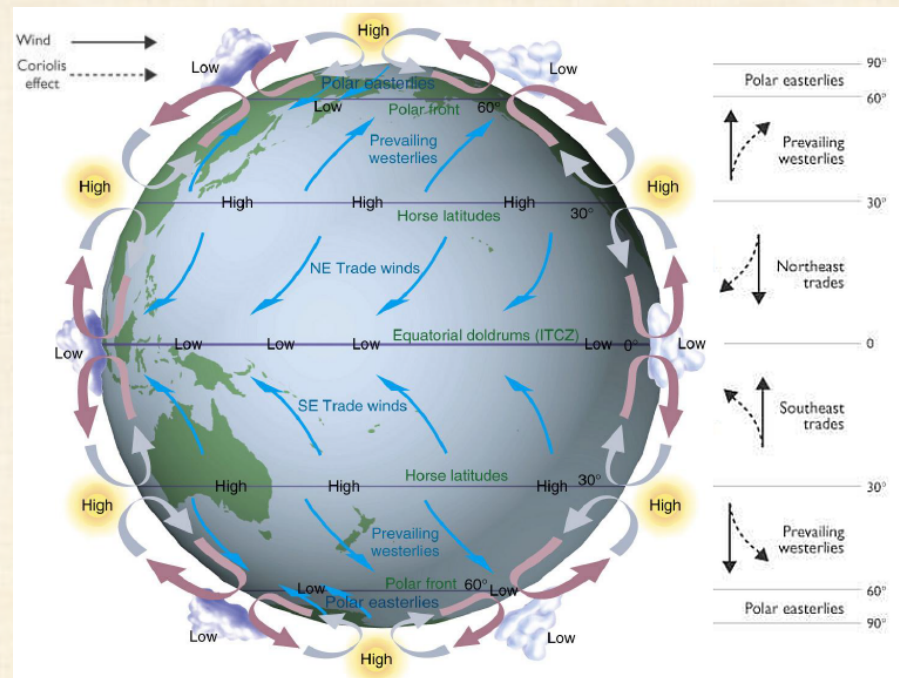 Wind
Coriolis
effect
High
Low
Low
Polar easterlies
Low
Polar front
60°
Prevailing
westerlies
High
High
High
High
High
30°
Horse latitudes
NE Trade winds
Equatorial doldrums (ITCZ)
Low
Low
Low
Low
Low
0°
Low
SE Trade winds
Horse latitudes
30°
High
High
High
High
High
Prevailing
westerlies
Polar front
60°
Low
Low
Polar easterlies
Low
Low
High
90°
Polar easterlies
60°
Prevailing
westerlies
30°
Northeast
trades
0
Southeast
trades
30°
Prevailing
westerlies
60°
Polar easterlies
90°